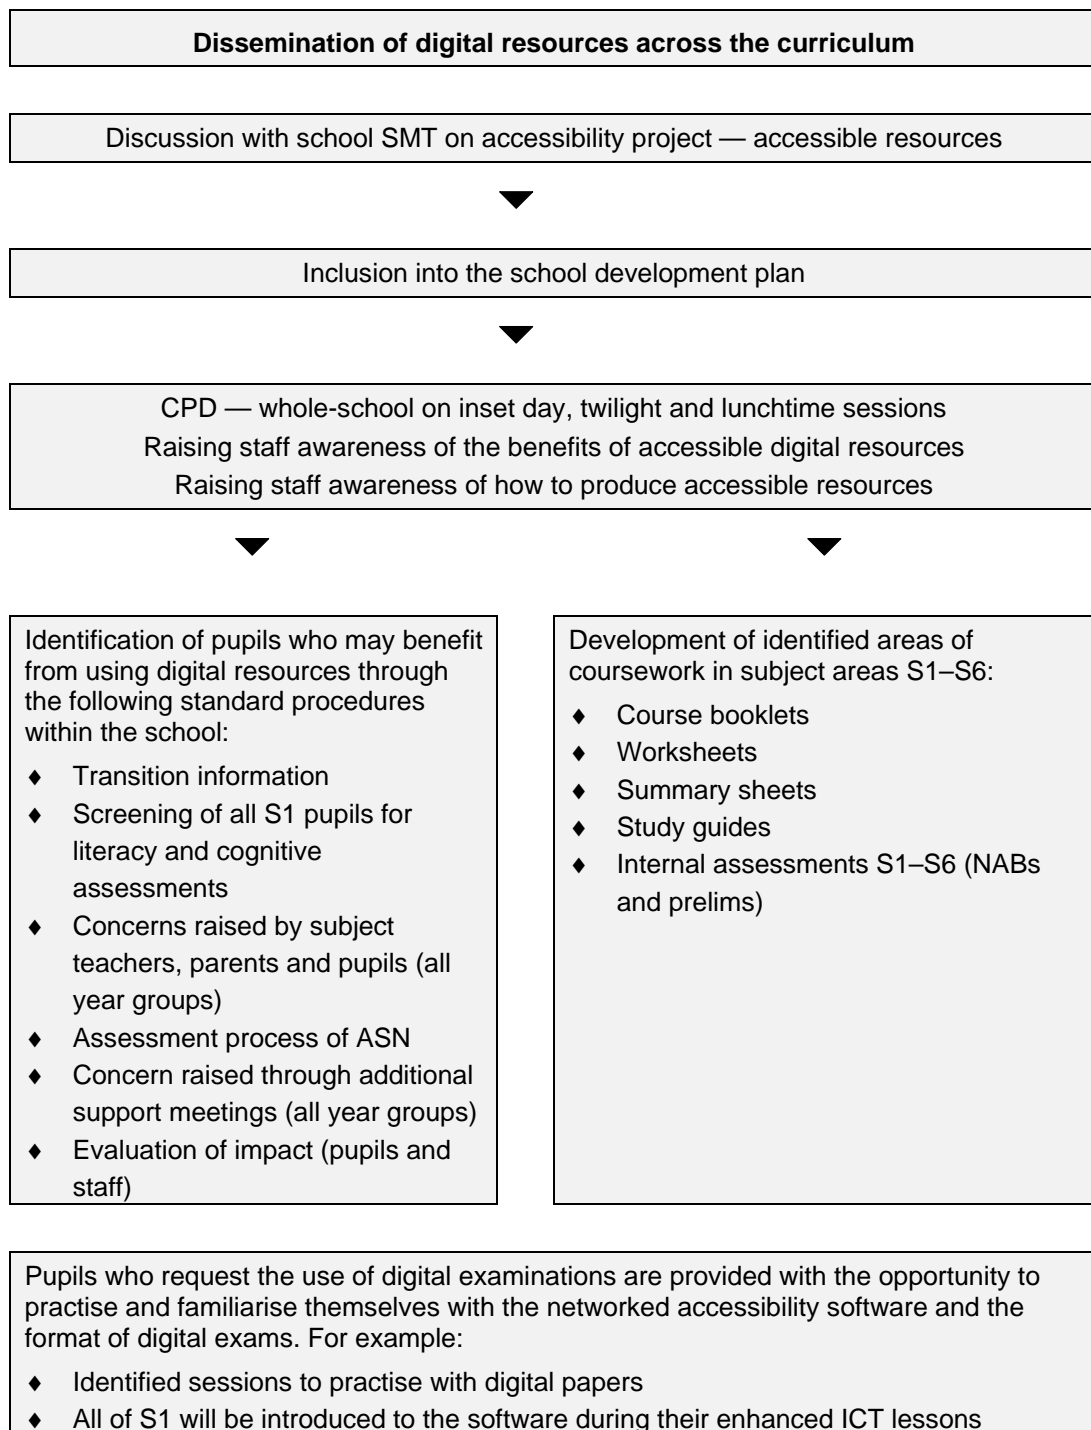 Dissemination of digital resources across the curriculum
Discussion with school SMT on accessibility project — accessible resources
Inclusion into the school development plan
CPD — whole-school on inset day, twilight and lunchtime sessions
Raising staff awareness of the benefits of accessible digital resources
Raising staff awareness of how to produce accessible resources
Identification of pupils who may benefit
from using digital resources through
the following standard procedures
within the school:
♦ Transition information
♦ Screening of all S1 pupils for
literacy and cognitive
assessments
♦ Concerns raised by subject
teachers, parents and pupils (all
year groups)
♦ Assessment process of ASN
♦ Concern raised through additional
support meetings (all year groups)
♦ Evaluation of impact (pupils and
staff)
Development of identified areas of
coursework in subject areas S1–S6:
♦ Course booklets
♦ Worksheets
♦ Summary sheets
♦ Study guides
♦ Internal assessments S1–S6 (NABs
and prelims)
Pupils who request the use of digital examinations are provided with the opportunity to
practise and familiarise themselves with the networked accessibility software and the
format of digital exams. For example:
♦ Identified sessions to practise with digital papers
♦ All of S1 will be introduced to the software during their enhanced ICT lessons